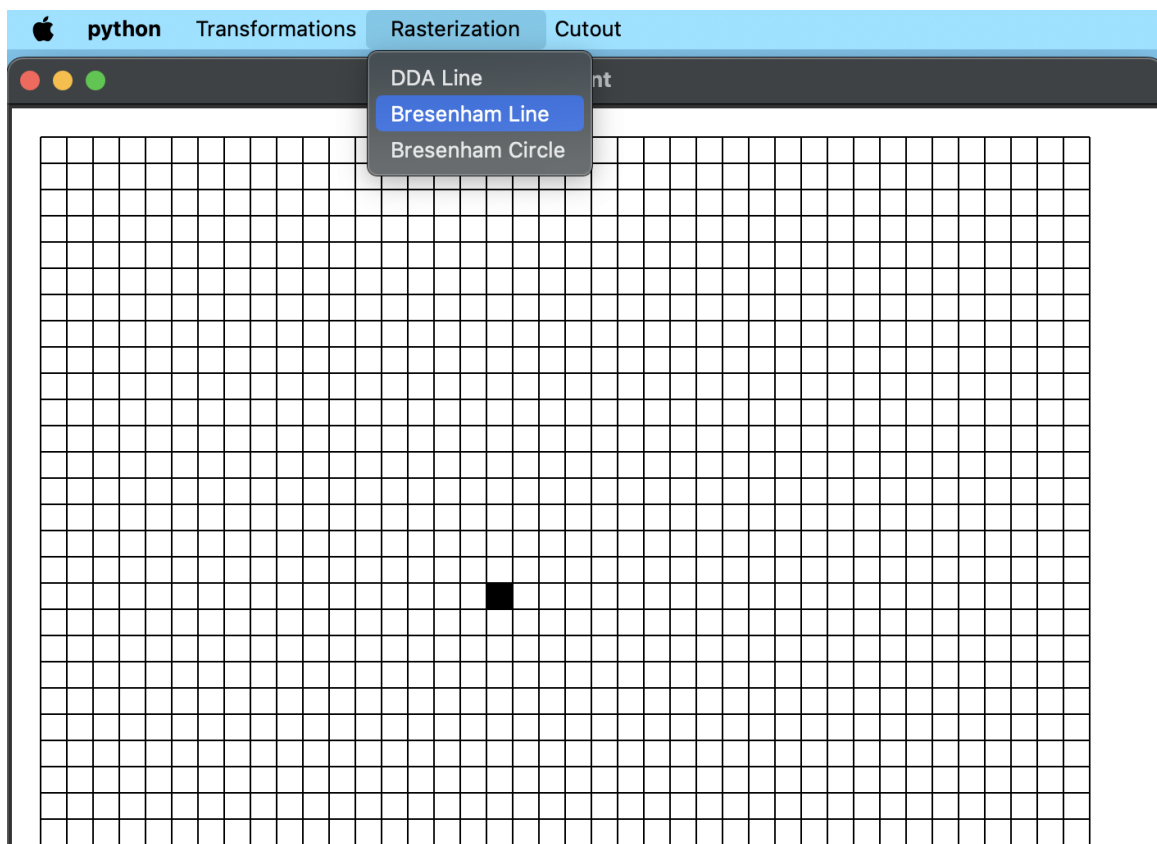 python Transformations Rasterization Cutout
nt
DDA Line
Bresenham Line
Bresenham Circle